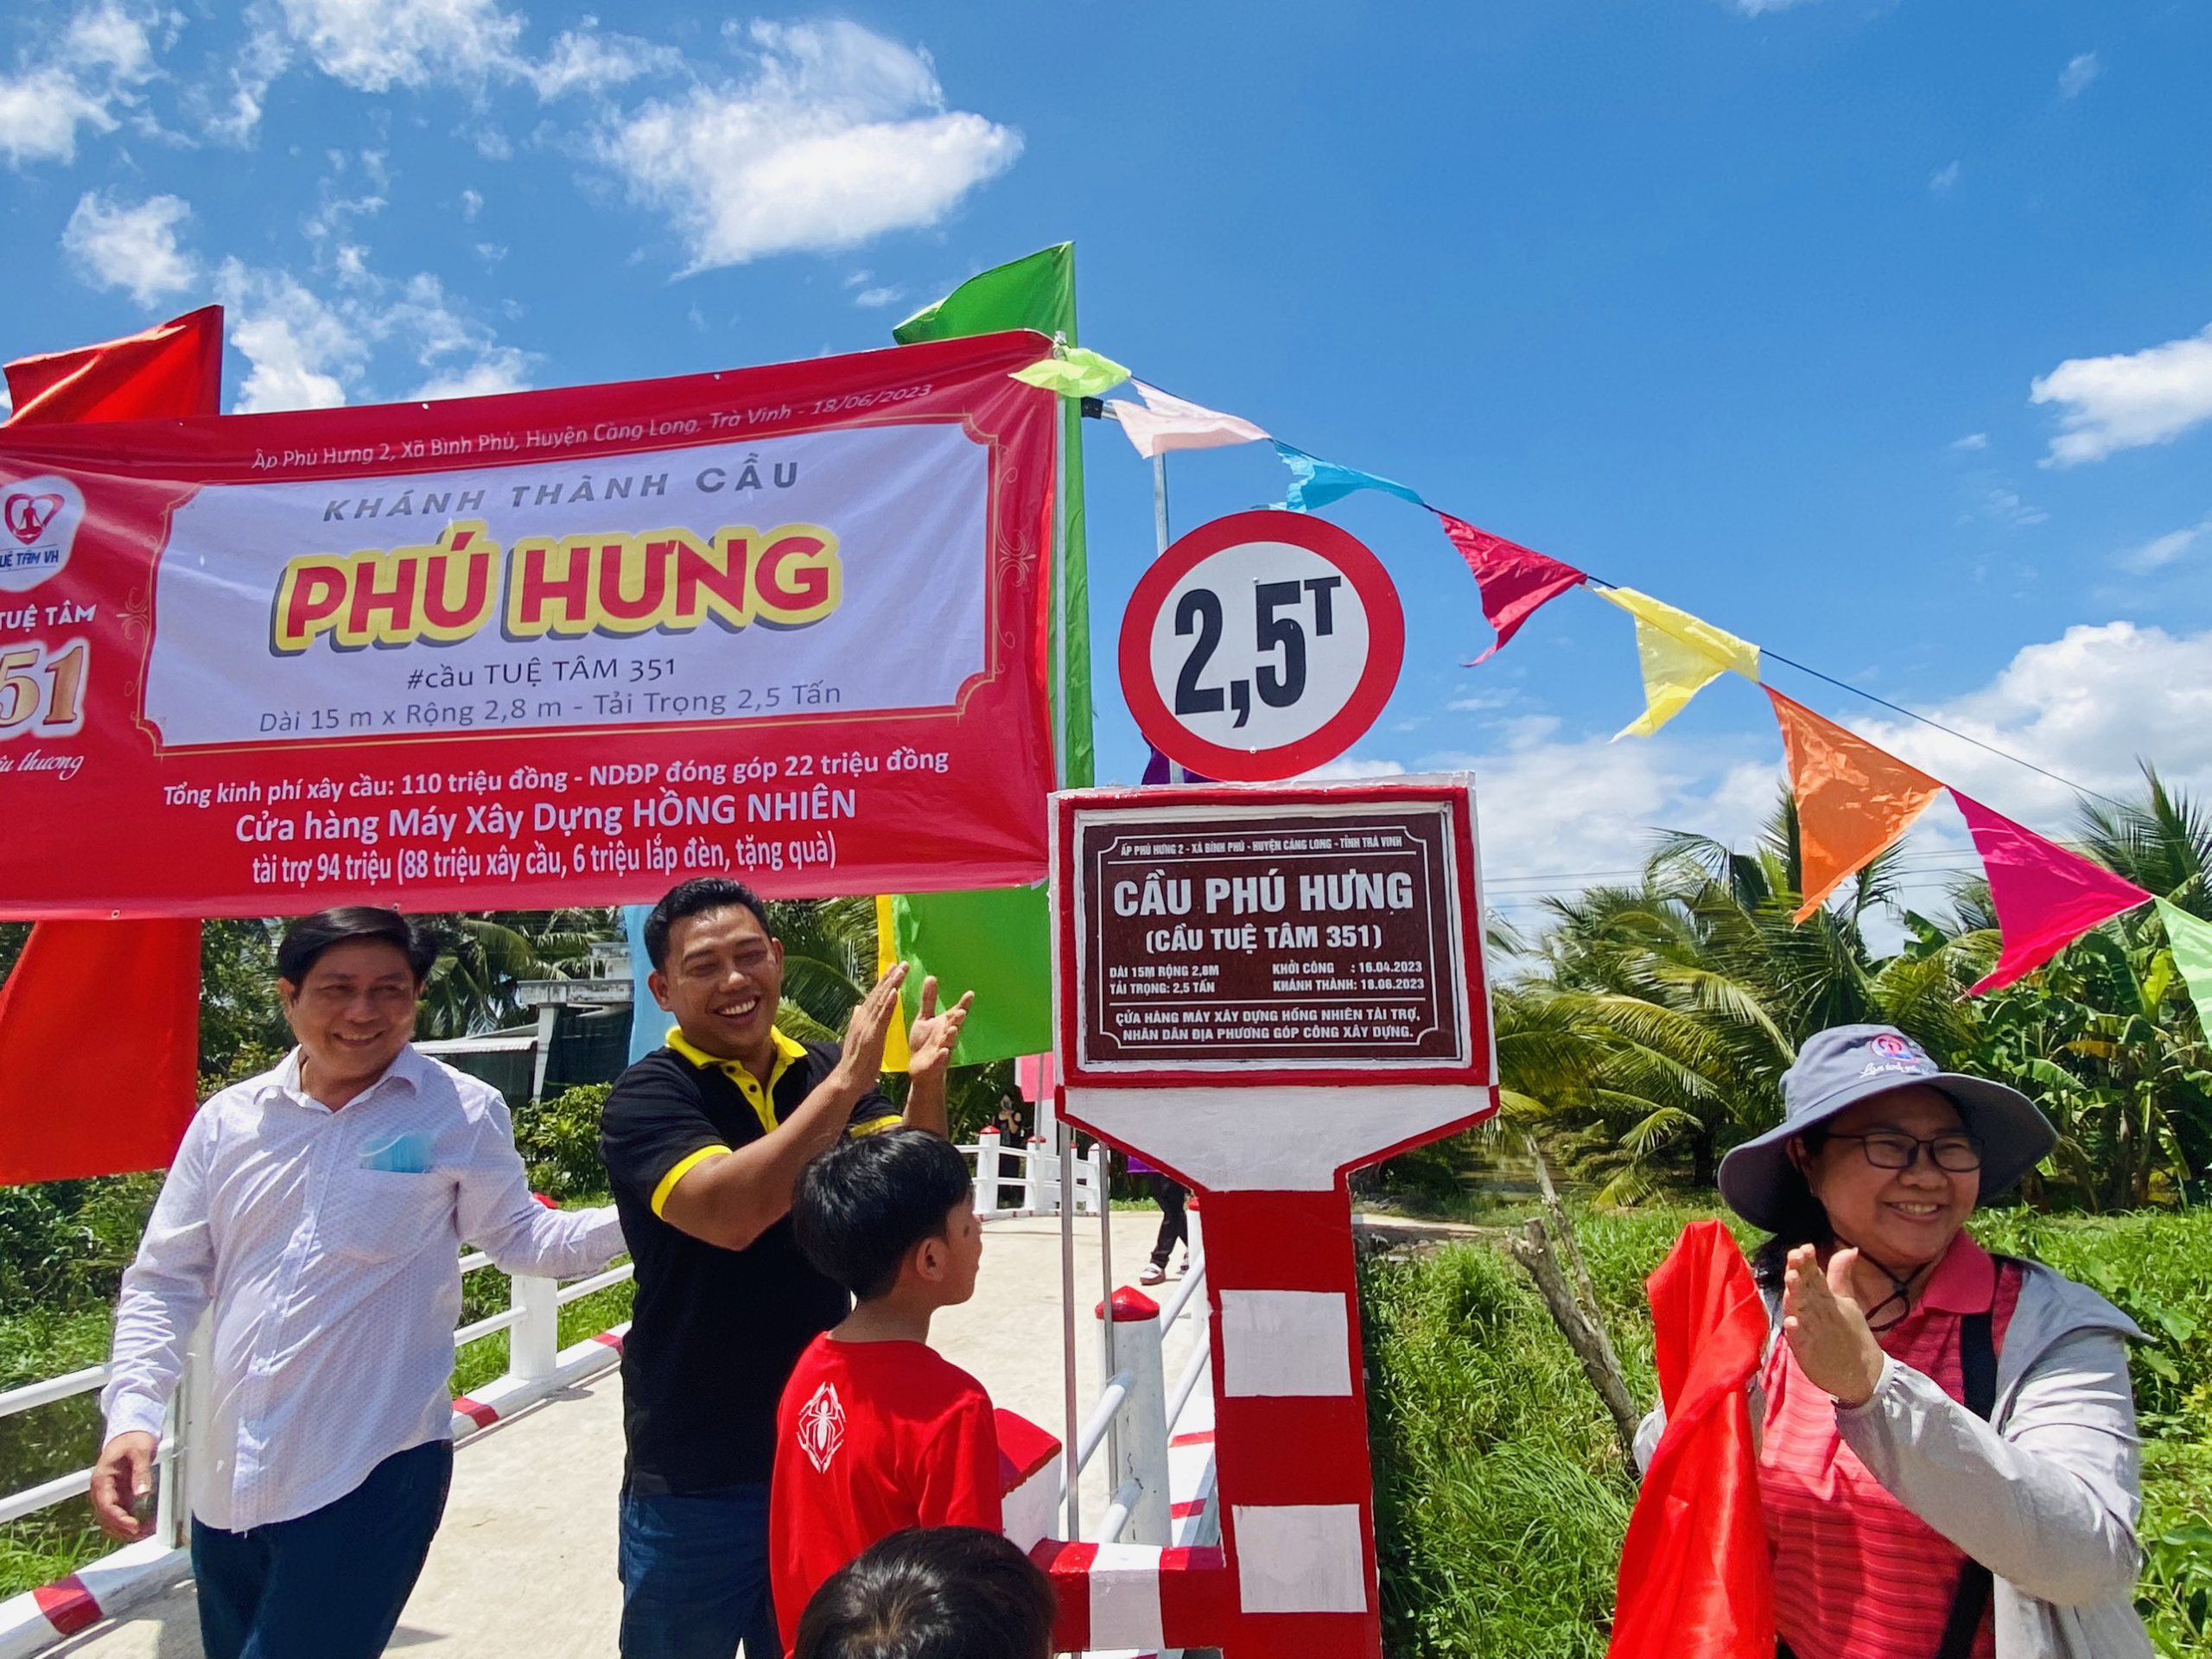 Ấp Phú Hưng 2, Xã Bình Phú, Huyện Càng Long, Trà Vinh - 18/06/2023
KHÁNH THÀNH CẦU
PHÚ HƯNG
#cầu TUỆ TÂM 351
Dài 15 m x Rộng 2,8 m - Tải Trọng 2,5 Tấn
Tổng kinh phí xây cầu: 110 triệu đồng - NDĐP đóng góp 22 triệu đồng
Cửa hàng Máy Xây Dựng HỒNG NHIÊN
tài trợ 94 triệu (88 triệu xây cầu, 6 triệu lắp đèn, tặng quà)
TÂM VH
TUỆ TÂM
51
thương
2,5T
ẤP PHÚ HƯNG 2 - XÃ BÌNH PHÚ - HUYỆN CÀNG LONG - TỈNH TRÀ VINH
CẦU PHÚ HƯNG
(CẦU TUỆ TÂM 351)
DÀI 15M RỘNG 2,8M KHỞI CÔNG : 16.04.2023
TẢI TRỌNG: 2,5 TẤN KHÁNH THÀNH: 18.06.2023
CỬA HÀNG MÁY XÂY DỰNG HỒNG NHIÊN TÀI TRỢ,
NHÂN DÂN ĐỊA PHƯƠNG GÓP CÔNG XÂY DỰNG.